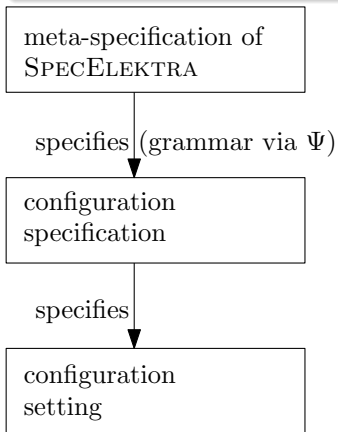 meta-specification of
SPECELEKTRA
specifies (grammar via Ψ)
configuration
specification
specifies
configuration
setting